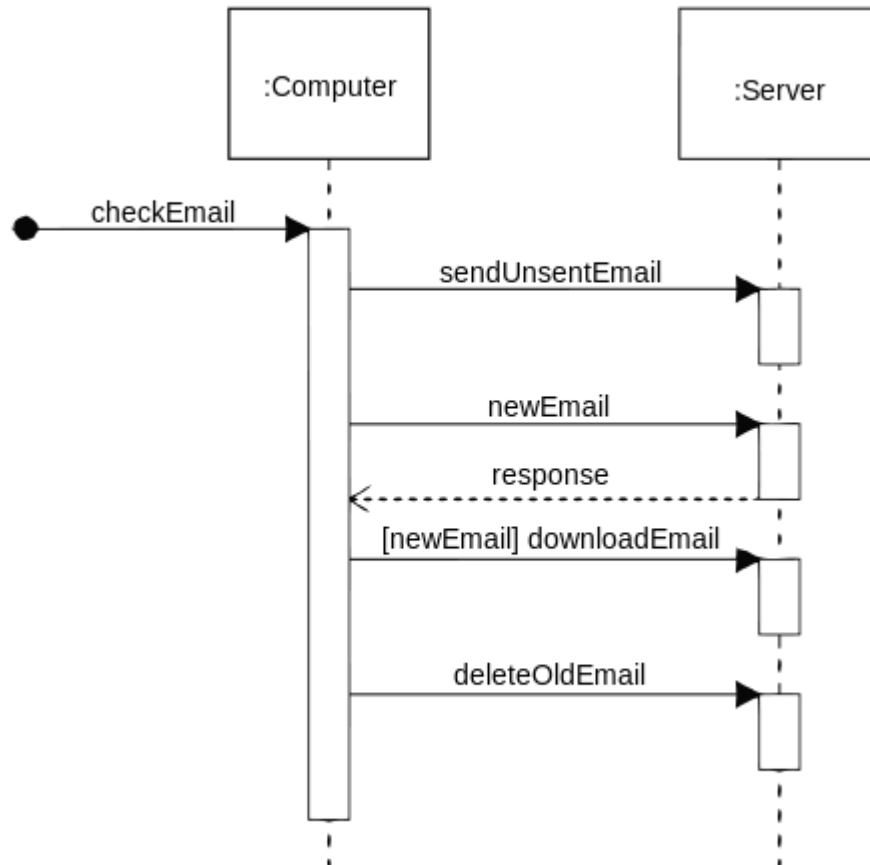 :Computer
:Server
checkEmail
sendUnsentEmail
newEmail
response
[newEmail] downloadEmail
deleteOldEmail